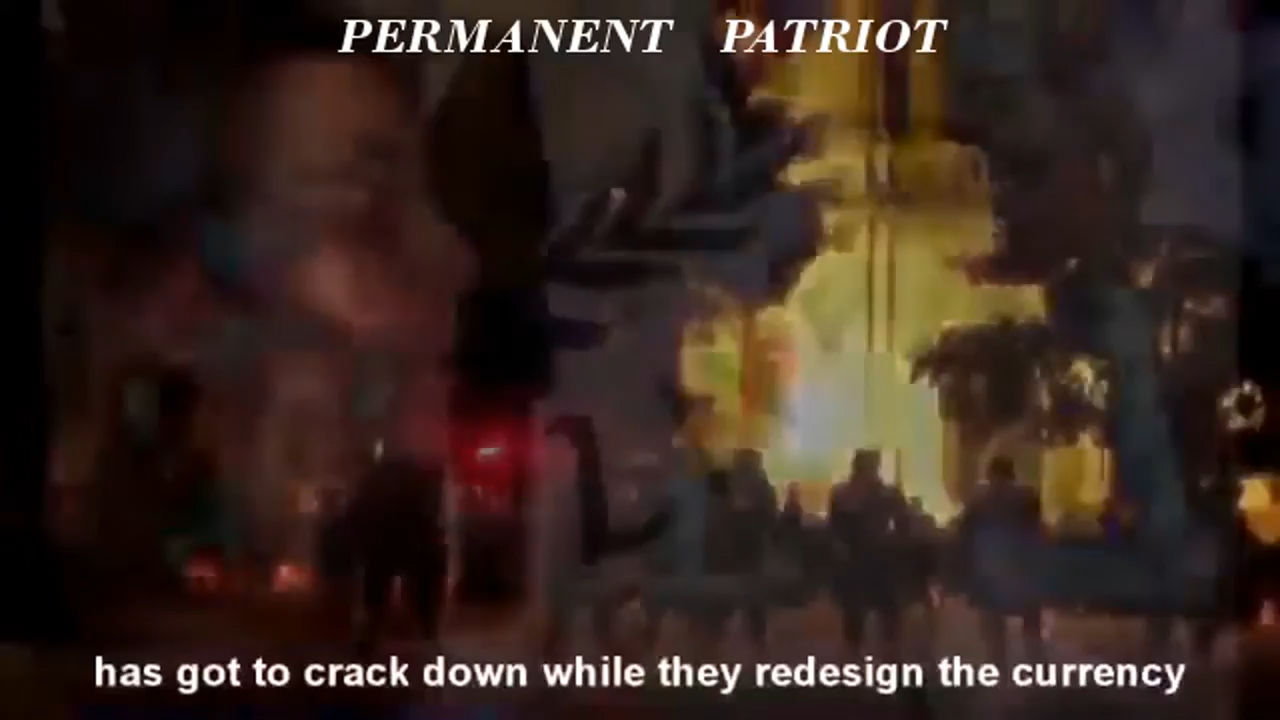 PERMANENT PATRIOT
has got to crack down while they redesign the currency